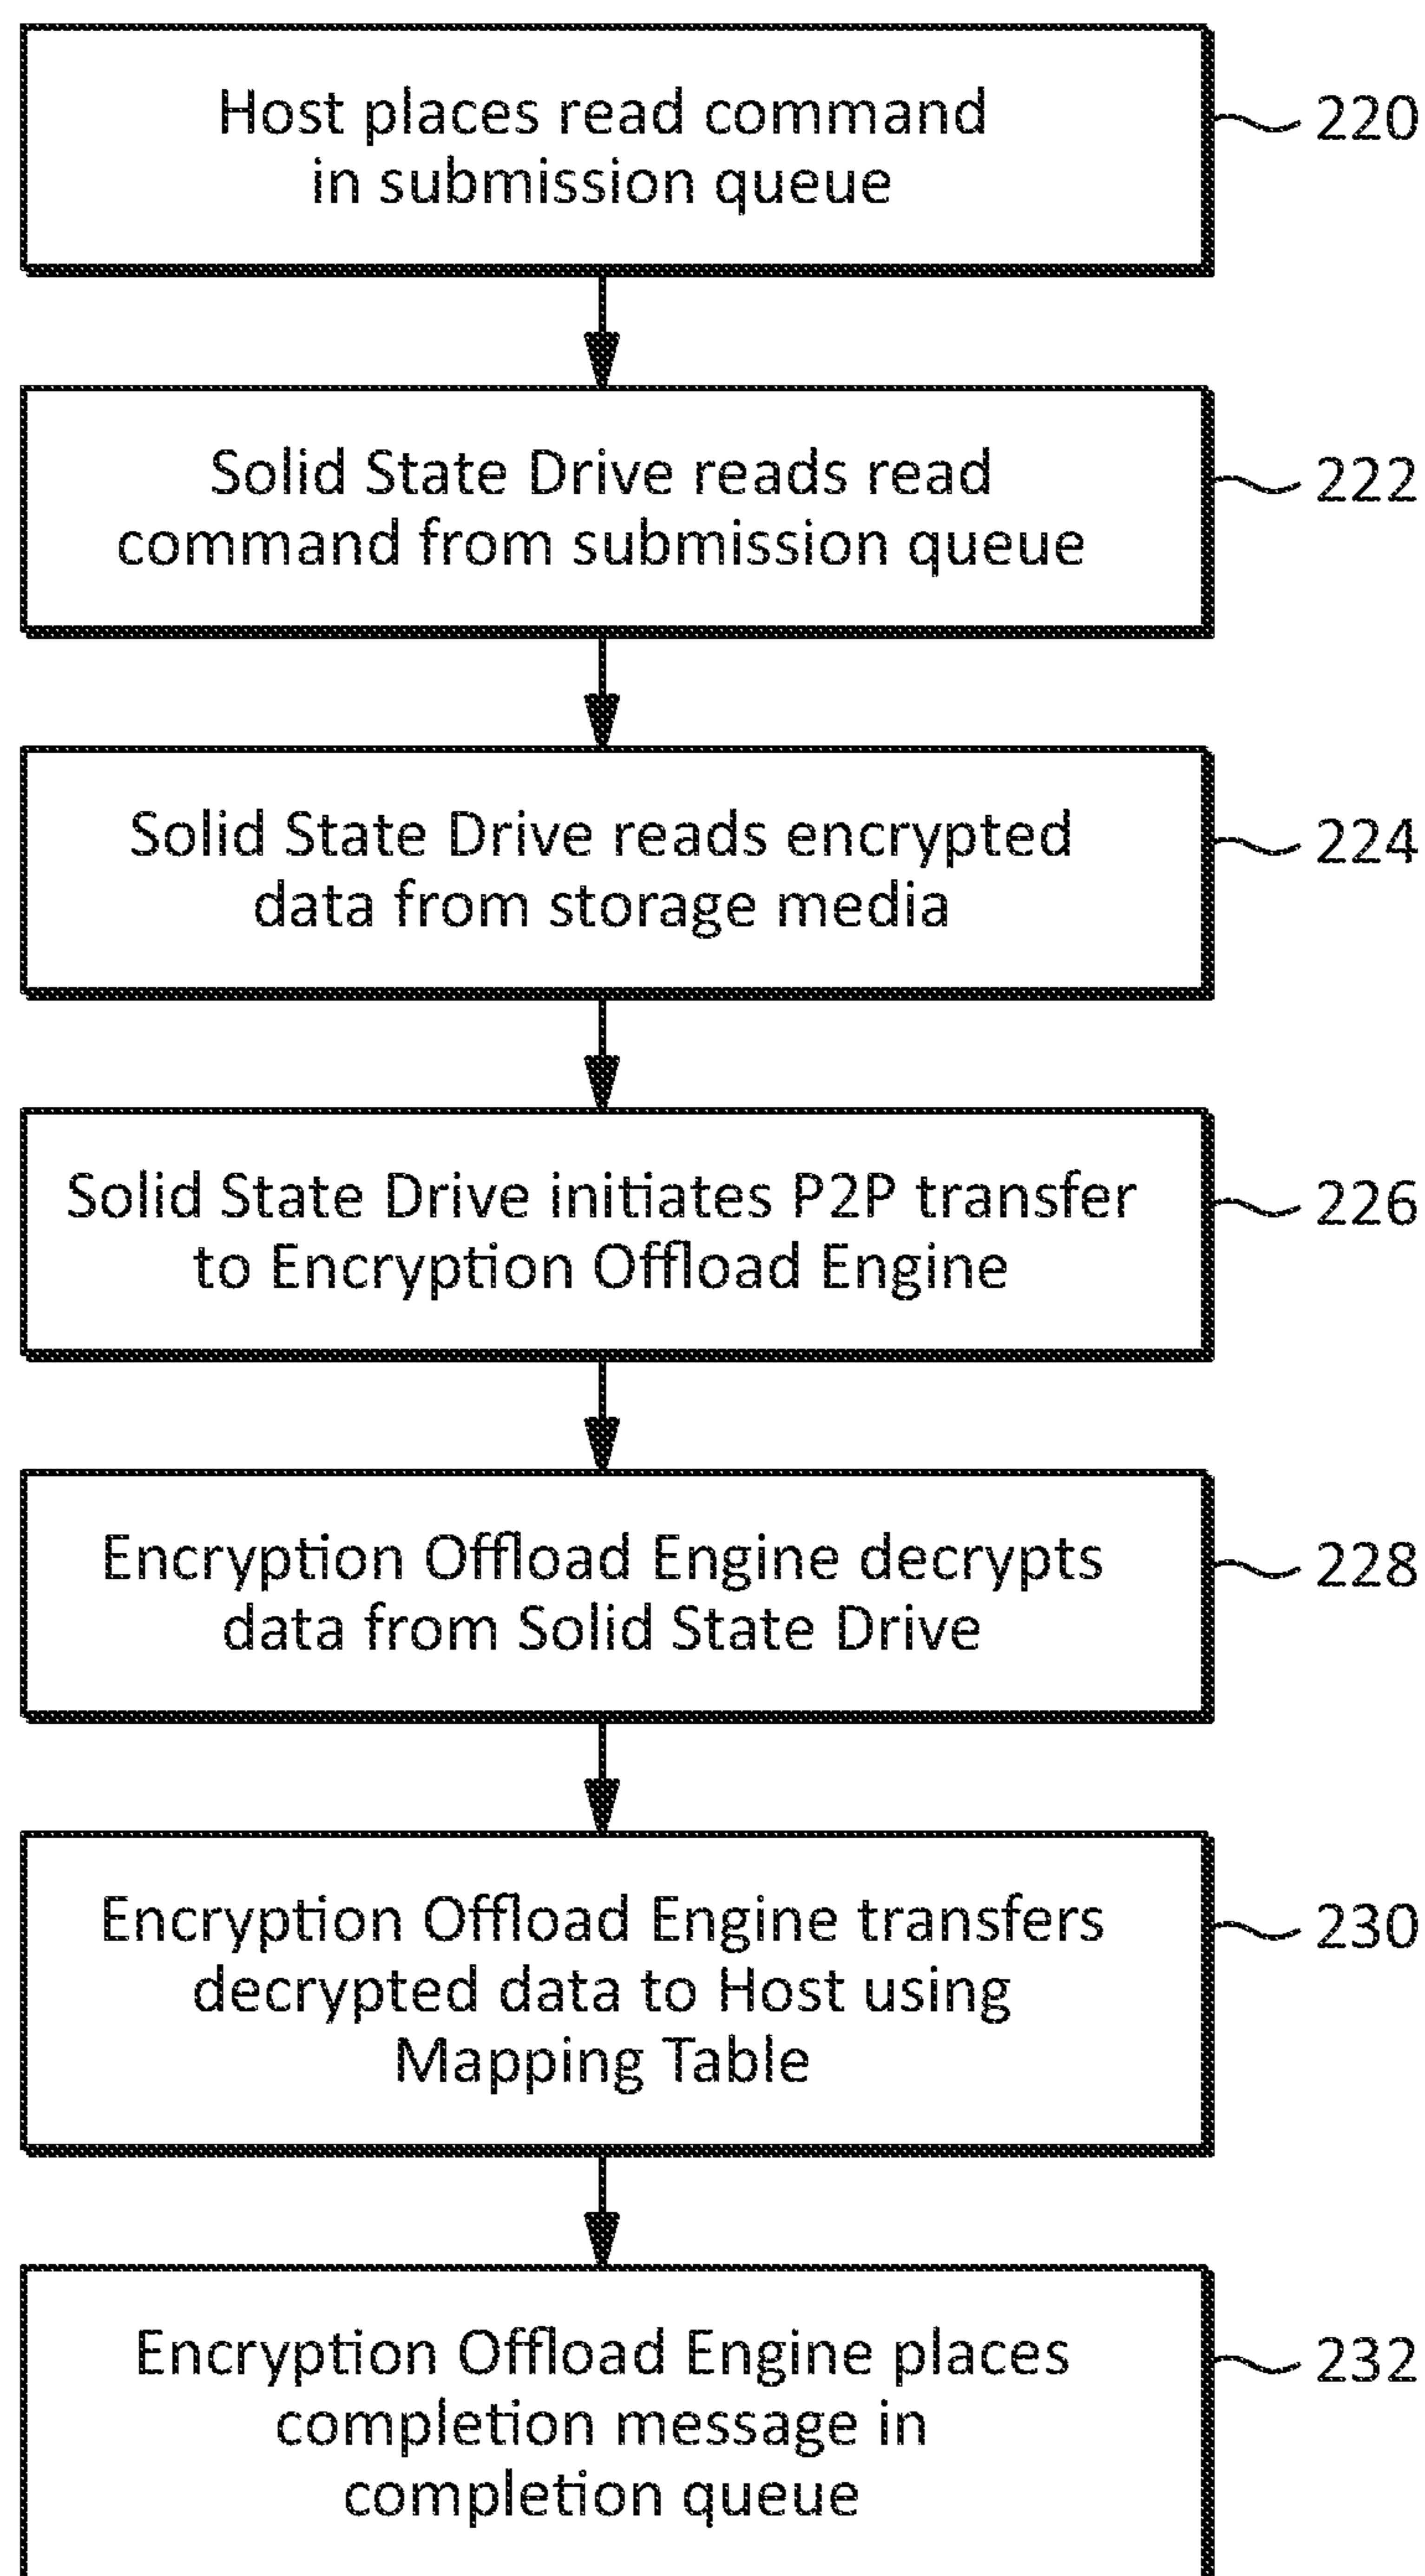 Host places read command
in submission queue
220
Solid State Drive reads read
command from submission queue
222
Solid State Drive reads encrypted
data from storage media
224
Solid State Drive initiates P2P transfer
to Encryption Offload Engine
226
Encryption Offload Engine decrypts
data from Solid State Drive
228
Encryption Offload Engine transfers
decrypted data to Host using
Mapping Table
230
Encryption Offload Engine places
completion message in
completion queue
232